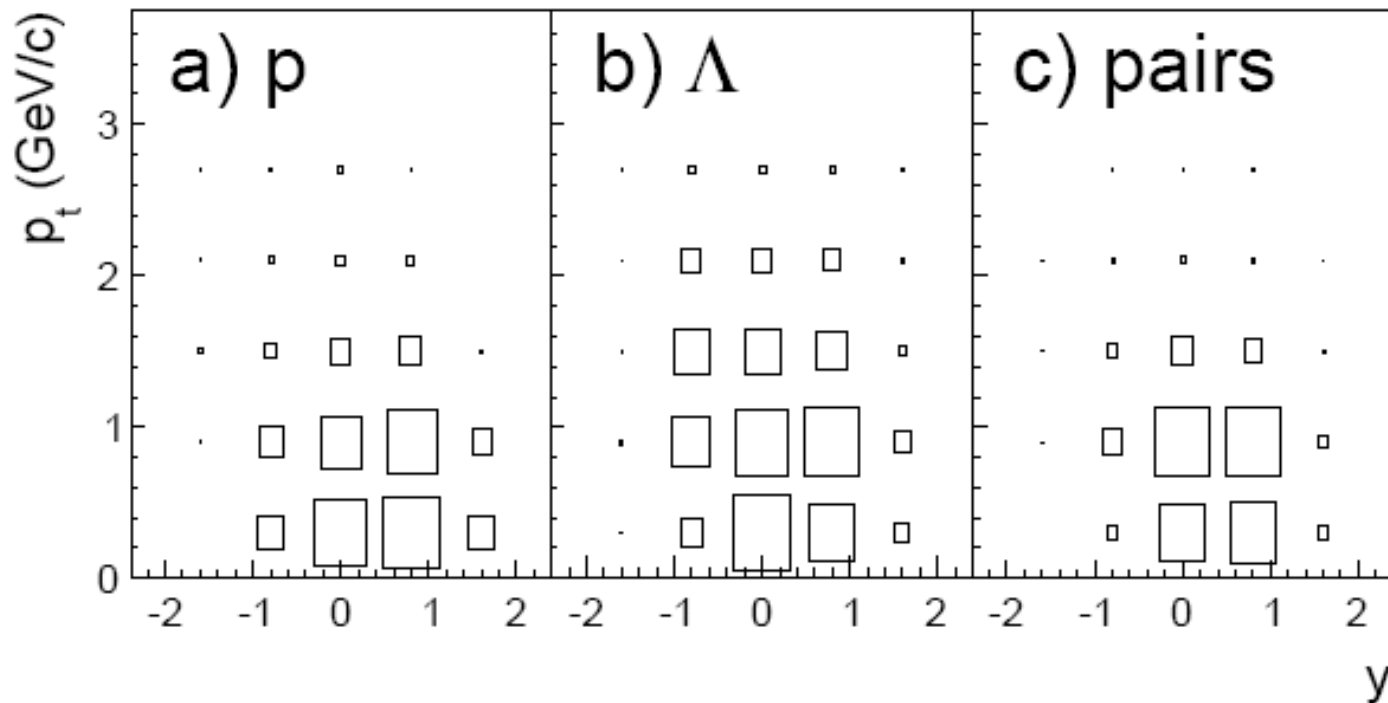 p_t (GeV/c)
a) p
b) Λ
c) pairs
3
2
1
0
-2 -1 0 1 2
-2 -1 0 1 2
-2 -1 0 1 2
y